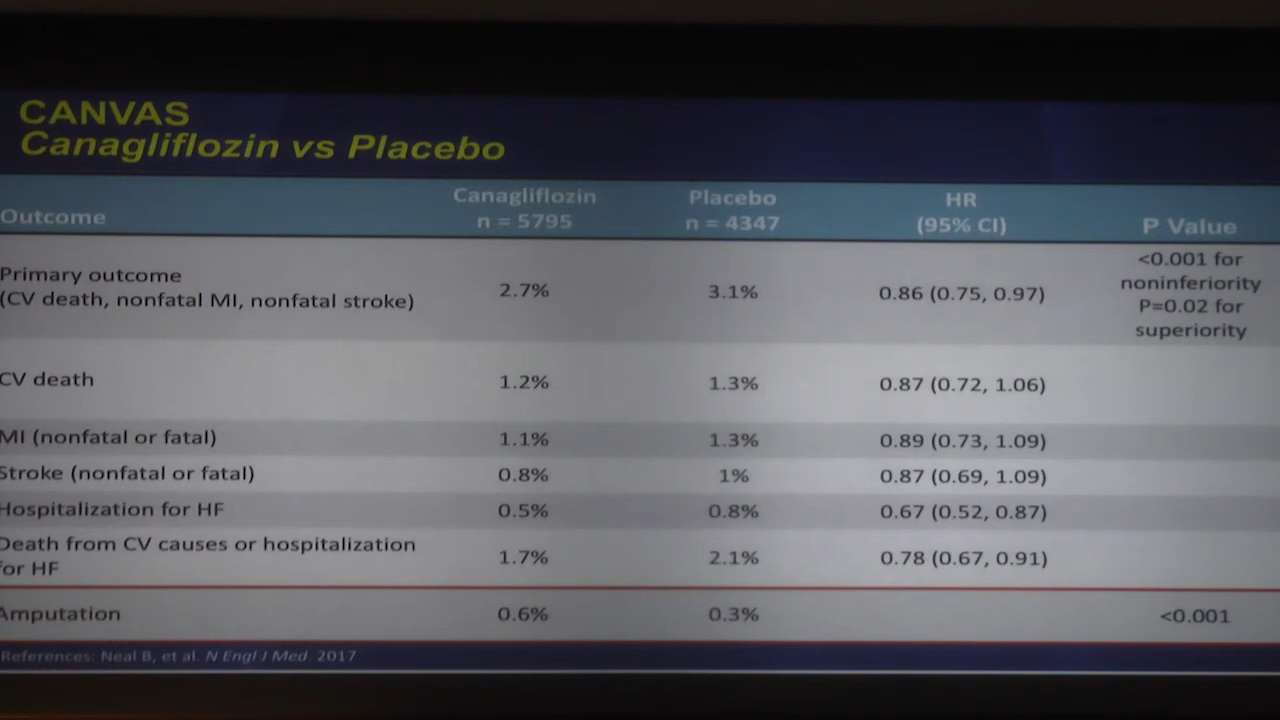 CANVAS
Canagliflozin vs Placebo
Outcome
Canagliflozin
n = 5795
Placebo
n = 4347
HR
(95% CI)
P Value
Primary outcome
(CV death, nonfatal MI, nonfatal stroke)
2.7%
3.1%
0.86 (0.75, 0.97)
<0.001 for
noninferiority
P=0.02 for
superiority
CV death
1.2%
1.3%
0.87 (0.72, 1.06)
MI (nonfatal or fatal)
1.1%
1.3%
0.89 (0.73, 1.09)
Stroke (nonfatal or fatal)
0.8%
1%
0.87 (0.69, 1.09)
Hospitalization for HF
0.5%
0.8%
0.67 (0.52, 0.87)
Death from CV causes or hospitalization
for HF
1.7%
2.1%
0.78 (0.67, 0.91)
Amputation
0.6%
0.3%
<0.001
References: Neal B, et al. N Engl J Med. 2017